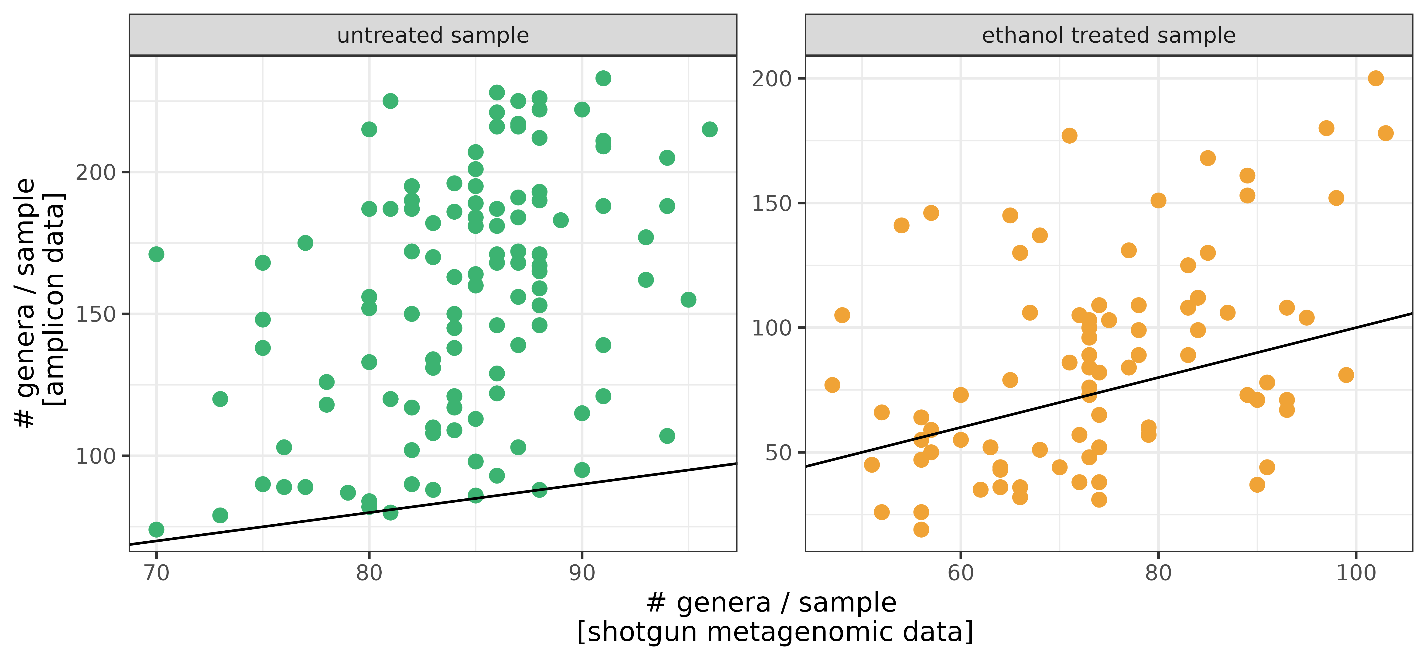 untreated sample
ethanol treated sample
# genera / sample
[amplicon data]
200
150
100
200
150
100
50
70
80
90
60
80
100
# genera / sample
[shotgun metagenomic data]